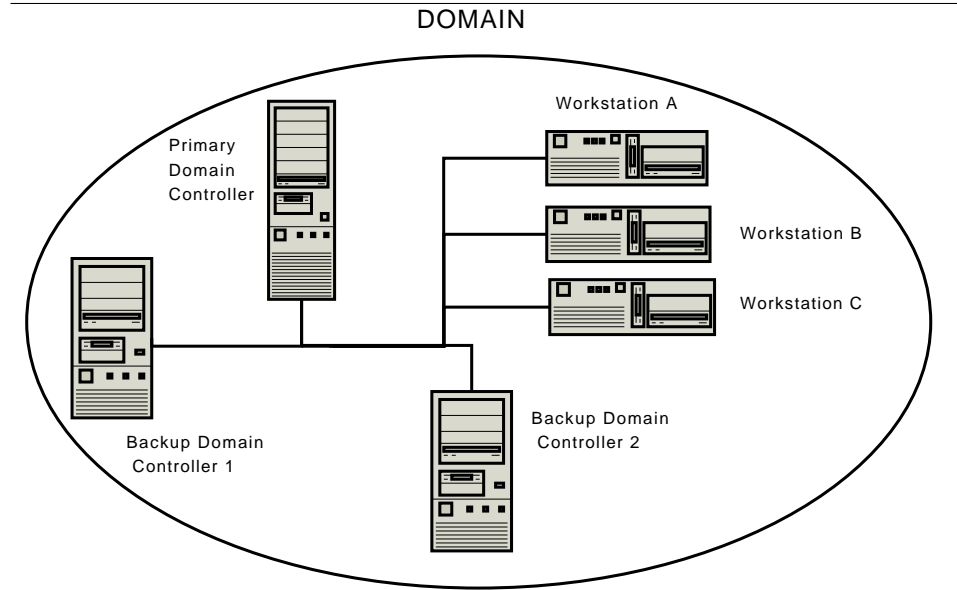 DOMAIN
Workstation A
Primary
Domain
Controller
Workstation B
Workstation C
Backup Domain
Controller 1
Backup Domain
Controller 2